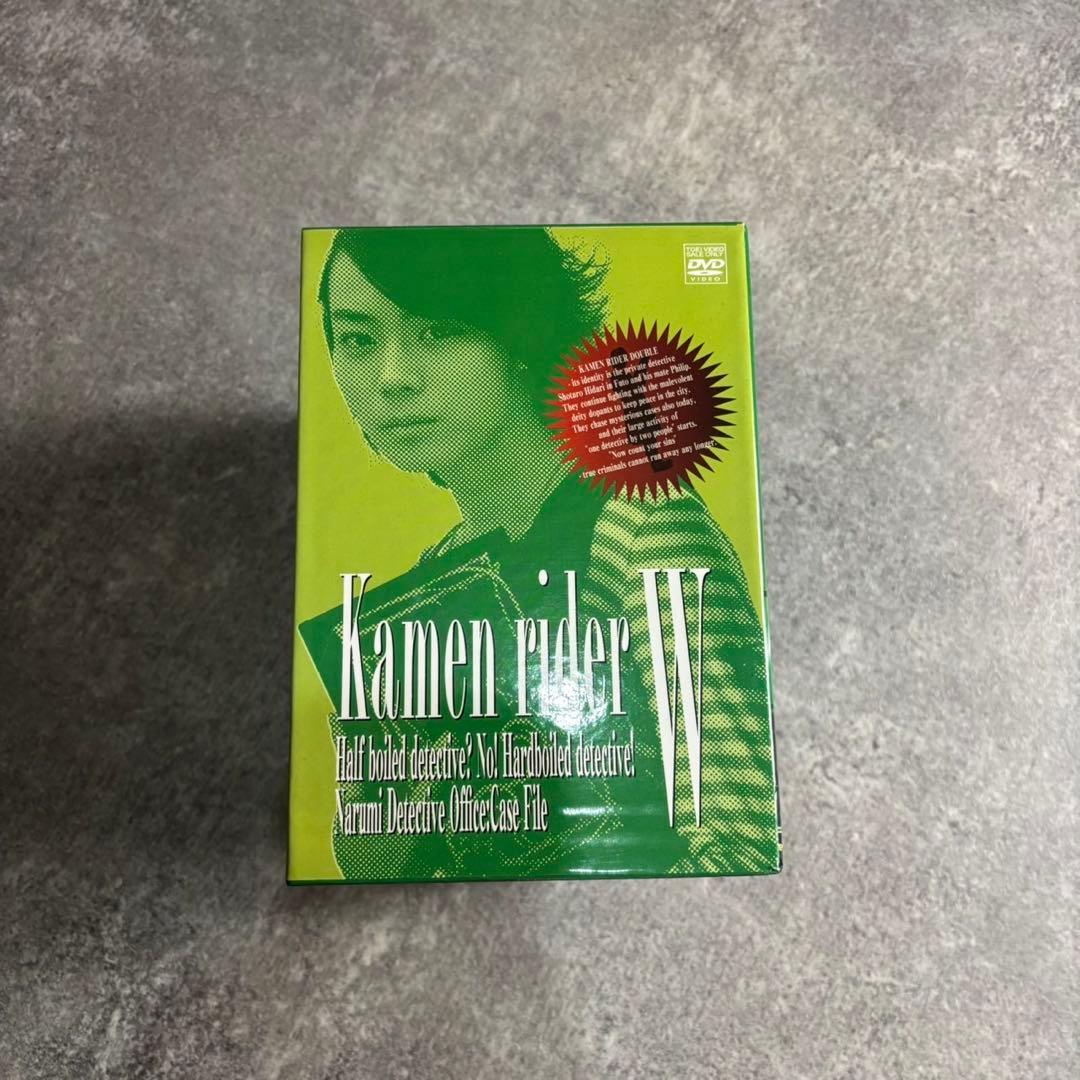 TOEI VIDEO
SALE ONLY
DVD
VIDEO
KAMEN RIDER DOUBLE
its identity is the private detective
Shotaro Hidari in Futo and his mate Philip.
They continue fighting with the malevolent
deity dopants to keep peace in the city.
They chase mysterious cases also today,
and their large activity of
"one detective by two people" starts.
"Now count your sins"
true criminals cannot run away any longer.
Kamen rider W
Half boiled detective? No! Hardboiled detective!
Narumi Detective Office:Case File